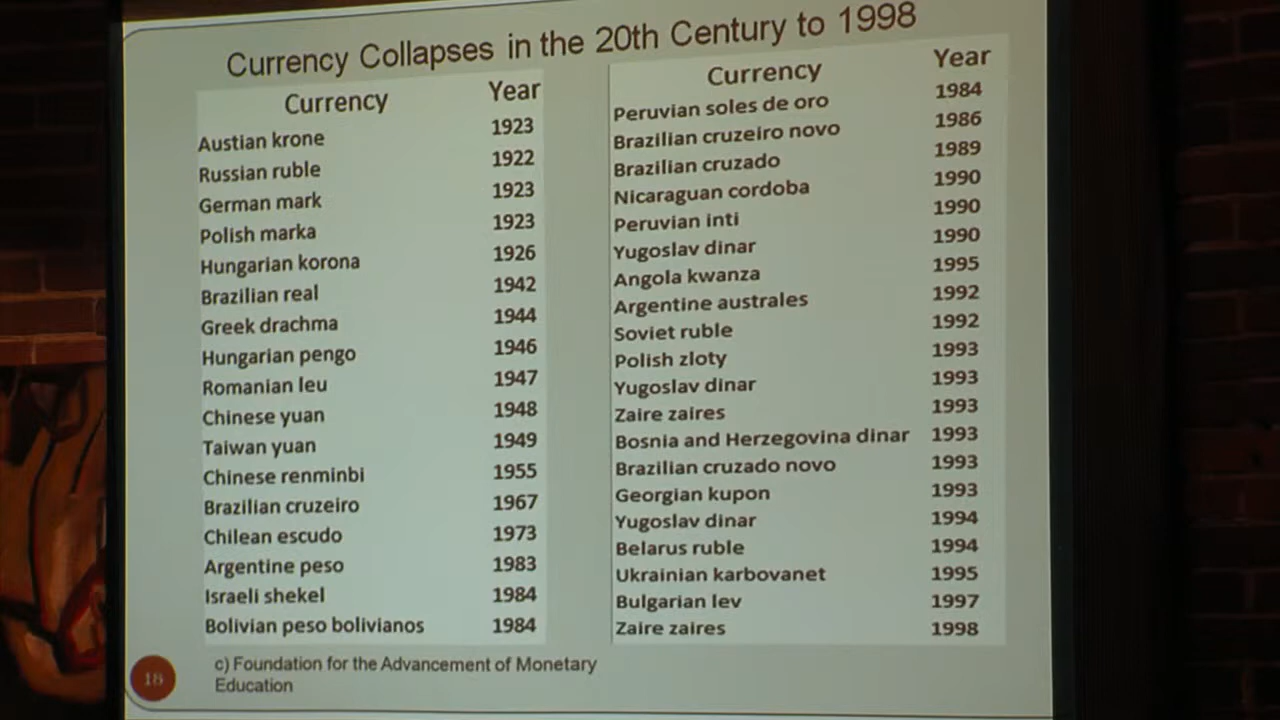 Currency Collapses in the 20th Century to 1998
Currency Year
Austian krone 1923
Russian ruble 1922
German mark 1923
Polish marka 1923
Hungarian korona 1926
Brazilian real 1942
Greek drachma 1944
Hungarian pengo 1946
Romanian leu 1947
Chinese yuan 1948
Taiwan yuan 1949
Chinese renminbi 1955
Brazilian cruzeiro 1967
Chilean escudo 1973
Argentine peso 1983
Israeli shekel 1984
Bolivian peso bolivianos 1984
Currency Year
Peruvian soles de oro 1984
Brazilian cruzeiro novo 1986
Brazilian cruzado 1989
Nicaraguan cordoba 1990
Peruvian inti 1990
Yugoslav dinar 1990
Angola kwanza 1995
Argentine australes 1992
Soviet ruble 1992
Polish zloty 1993
Yugoslav dinar 1993
Zaire zaires 1993
Bosnia and Herzegovina dinar 1993
Brazilian cruzado novo 1993
Georgian kupon 1993
Yugoslav dinar 1994
Belarus ruble 1994
Ukrainian karbovanet 1995
Bulgarian lev 1997
Zaire zaires 1998
18
c) Foundation for the Advancement of Monetary
Education